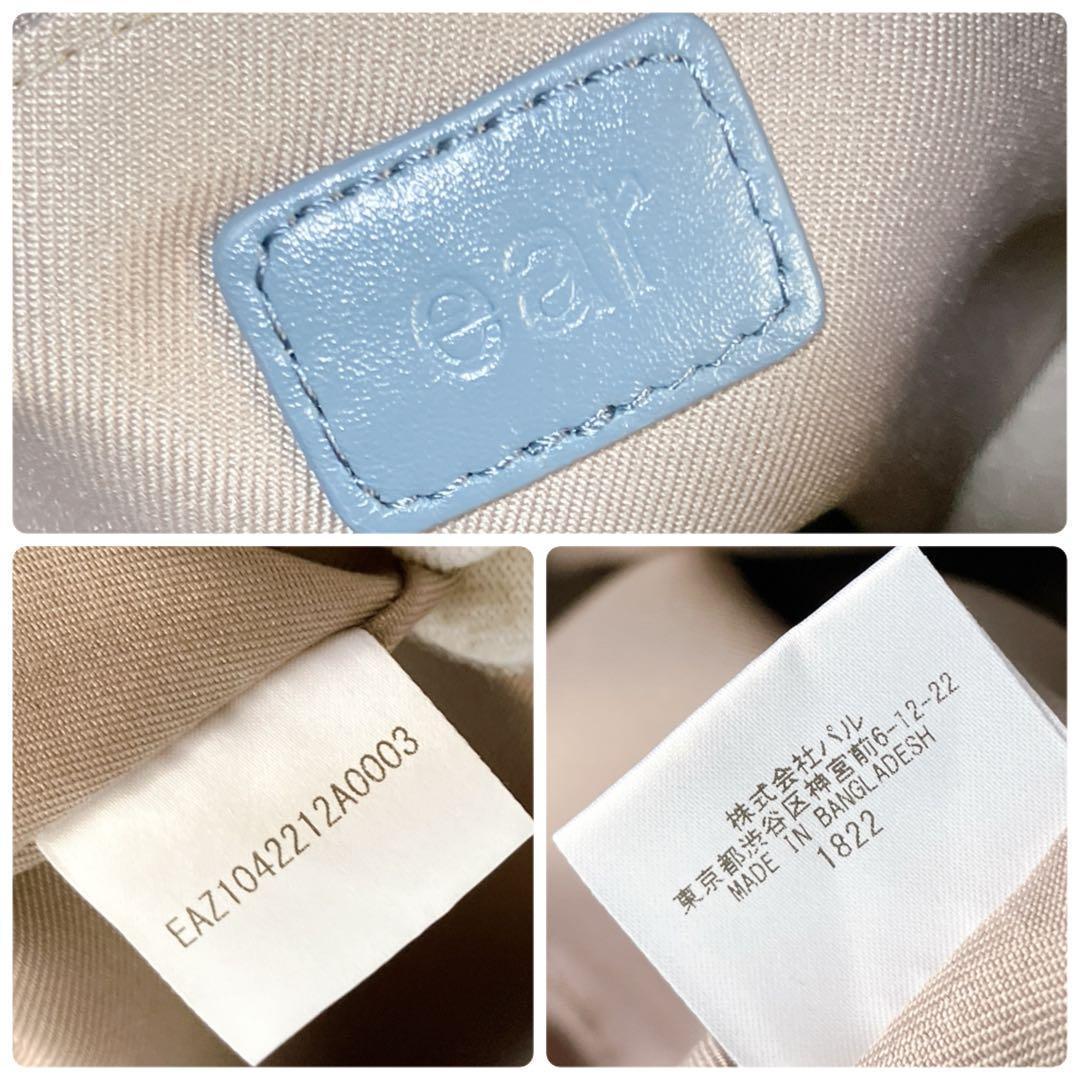 ear
EAZ1042212A0003
株式会社パル
東京都渋谷区神宮前6-12-22
MADE IN BANGLADESH
1822